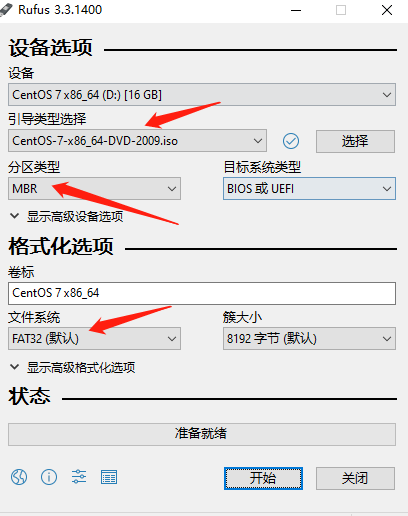 Rufus 3.3.1400
设备选项
设备
CentOS 7 x86_64 (D:) [16 GB]
引导类型选择
CentOS-7-x86_64-DVD-2009.iso
选择
分区类型
目标系统类型
MBR
BIOS 或 UEFI
显示高级设备选项
格式化选项
卷标
CentOS 7 x86_64
文件系统
簇大小
FAT32 (默认)
8192 字节 (默认)
显示高级格式化选项
状态
准备就绪
开始
关闭